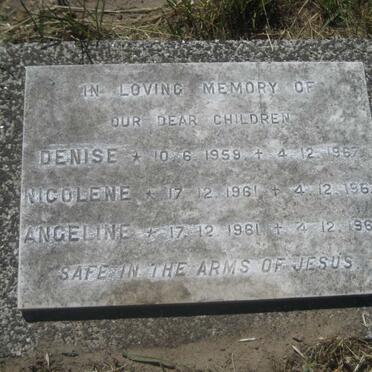 IN LOVING MEMORY OF
OUR DEAR CHILDREN
DENISE * 10.6.1959 + 4.12.1967
NICOLENE * 17.12.1961 + 4.12.196
ANGELINE * 17.12.1961 + 4.12.196
SAFE IN THE ARMS OF JESUS